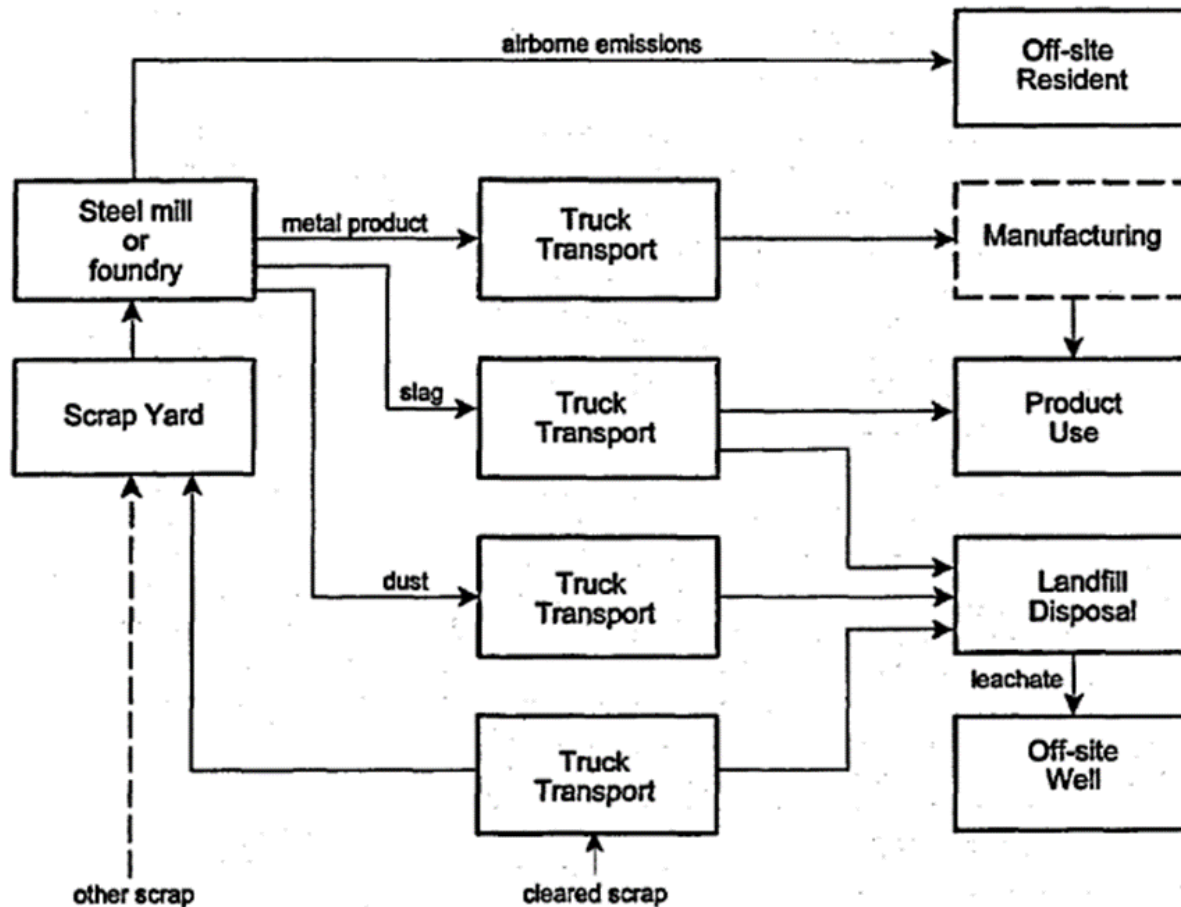 airborne emissions
Off-site
Resident
Steel mill
or
foundry
metal product
Truck
Transport
Manufacturing
Scrap Yard
slag
Truck
Transport
Product
Use
dust
Truck
Transport
Landfill
Disposal
leachate
Truck
Transport
Off-site
Well
other scrap
cleared scrap